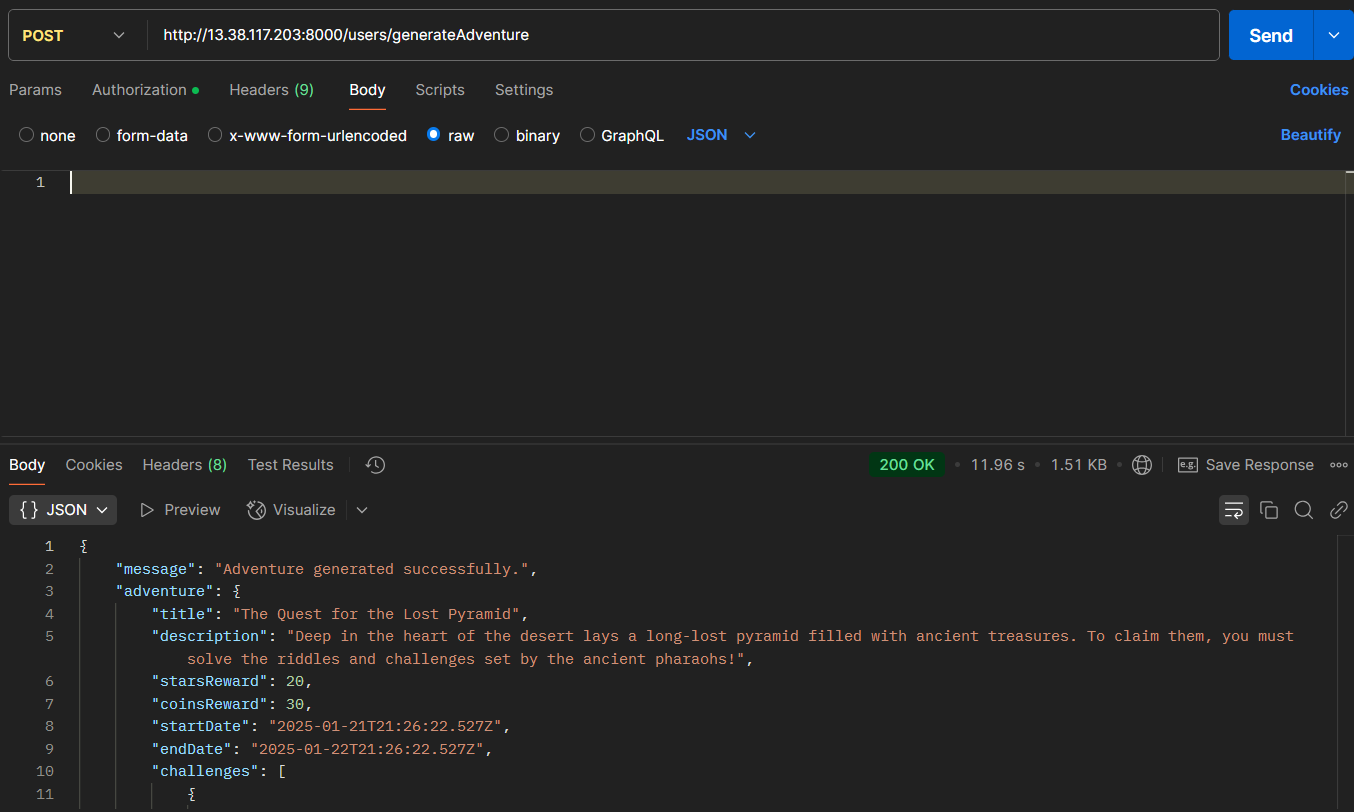 POST http://13.38.117.203:8000/users/generateAdventure Send
Params Authorization Headers (9) Body Scripts Settings Cookies
none form-data x-www-form-urlencoded raw binary GraphQL JSON Beautify
1
Body Cookies Headers (8) Test Results 200 OK • 11.96 s • 1.51 KB • e.g. Save Response
{} JSON Preview Visualize
1 {
2 "message": "Adventure generated successfully.",
3 "adventure": {
4 "title": "The Quest for the Lost Pyramid",
5 "description": "Deep in the heart of the desert lays a long-lost pyramid filled with ancient treasures. To claim them, you must
solve the riddles and challenges set by the ancient pharaohs!",
6 "starsReward": 20,
7 "coinsReward": 30,
8 "startDate": "2025-01-21T21:26:22.527Z",
9 "endDate": "2025-01-22T21:26:22.527Z",
10 "challenges": [
11 {